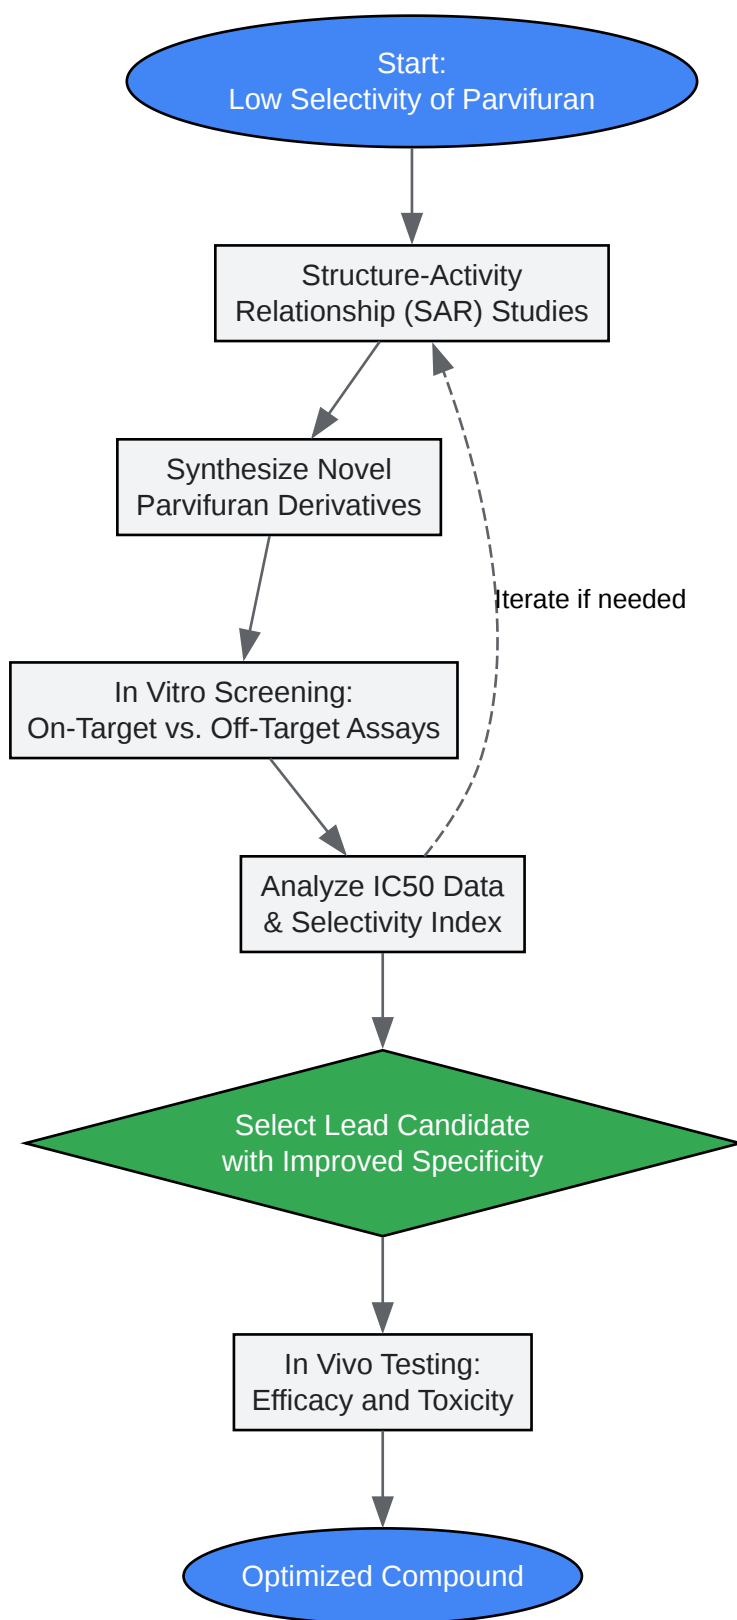 Start:
Low Selectivity of Parvifuran
Structure-Activity
Relationship (SAR) Studies
Synthesize Novel
Parvifuran Derivatives
Iterate if needed
In Vitro Screening:
On-Target vs. Off-Target Assays
Analyze IC50 Data
& Selectivity Index
Select Lead Candidate
with Improved Specificity
In Vivo Testing:
Efficacy and Toxicity
Optimized Compound